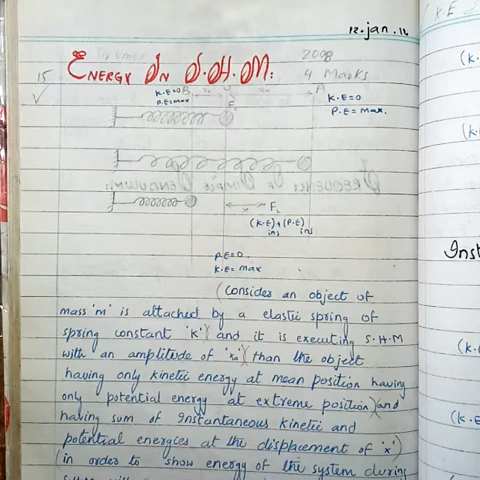 12.Jan.16
ENERGY IN S.H.M:
2008
4 Marks
15
K.E=0
P.E=max
K.E=0
P.E=max.
F
x
(K.E)ins + (P.E)ins
P.E=0
K.E=max
(Consider an object of
mass 'm' is attached by a elastic spring of
spring constant 'K')(and it is executing S.H.M
with an amplitude of 'x₀')(than the object
having only kinetic energy at mean position having
only potential energy at extreme position)(and
having sum of instantaneous kinetic and
potential energies at the displacement of 'x')
(in order to show energy of the system during
(K.
(K.
Inst
(K.
(K.E